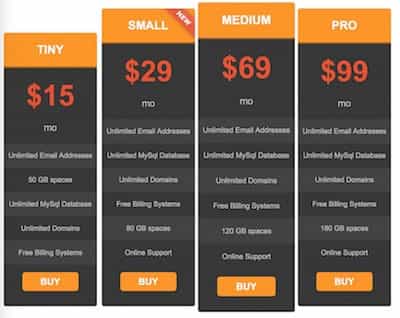 TINY
$15
mo
Unlimited Email Addresses
50 GB spaces
Unlimited MySql Database
Unlimited Domains
Free Billing Systems
BUY
SMALL
NEW
$29
mo
Unlimited Email Addresses
Unlimited MySql Database
Unlimited Domains
Free Billing Systems
80 GB spaces
Online Support
BUY
MEDIUM
$69
mo
Unlimited Email Addresses
Unlimited MySql Database
Unlimited Domains
Free Billing Systems
120 GB spaces
Online Support
BUY
PRO
$99
mo
Unlimited Email Addresses
Unlimited MySql Database
Unlimited Domains
Free Billing Systems
180 GB spaces
Online Support
BUY